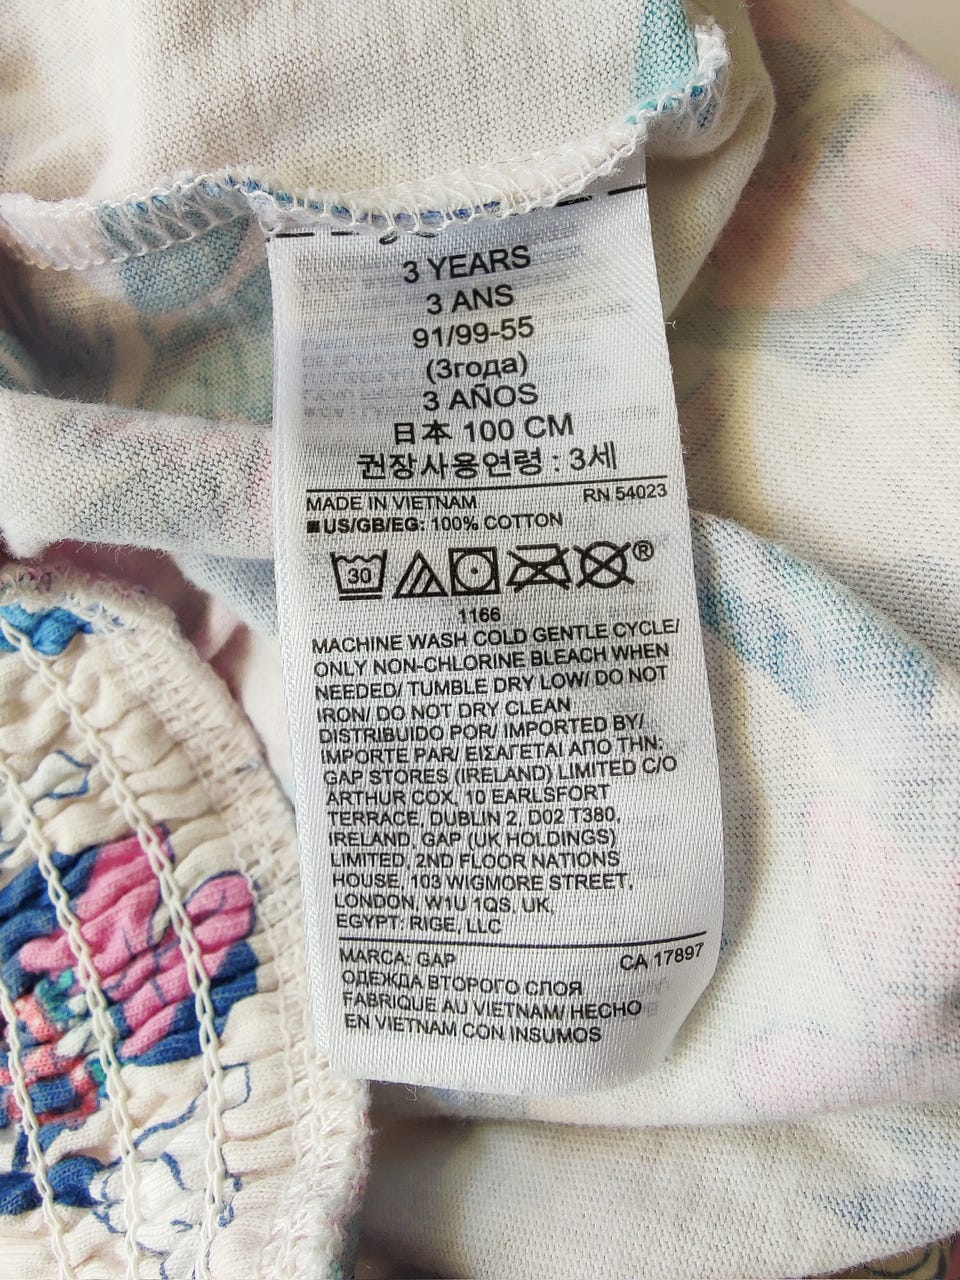 3 YEARS
3 ANS
91/99-55
(3года)
3 AÑOS
日本 100 CM
권장사용연령 : 3세
MADE IN VIETNAM RN 54023
■US/GB/EG: 100% COTTON
30 ®
1166
MACHINE WASH COLD GENTLE CYCLE/
ONLY NON-CHLORINE BLEACH WHEN
NEEDED/ TUMBLE DRY LOW/ DO NOT
IRON/ DO NOT DRY CLEAN
DISTRIBUIDO POR/ IMPORTED BY/
IMPORTE PAR/ ΕΙΣΑΓΕΤΑΙ ΑΠΟ ΤΗΝ:
GAP STORES (IRELAND) LIMITED C/O
ARTHUR COX, 10 EARLSFORT
TERRACE, DUBLIN 2, D02 T380,
IRELAND, GAP (UK HOLDINGS)
LIMITED, 2ND FLOOR NATIONS
HOUSE, 103 WIGMORE STREET,
LONDON, W1U 1QS, UK,
EGYPT: RIGE, LLC
MARCA: GAP CA 17897
ОДЕЖДА ВТОРОГО СЛОЯ
FABRIQUE AU VIETNAM/ HECHO
EN VIETNAM CON INSUMOS